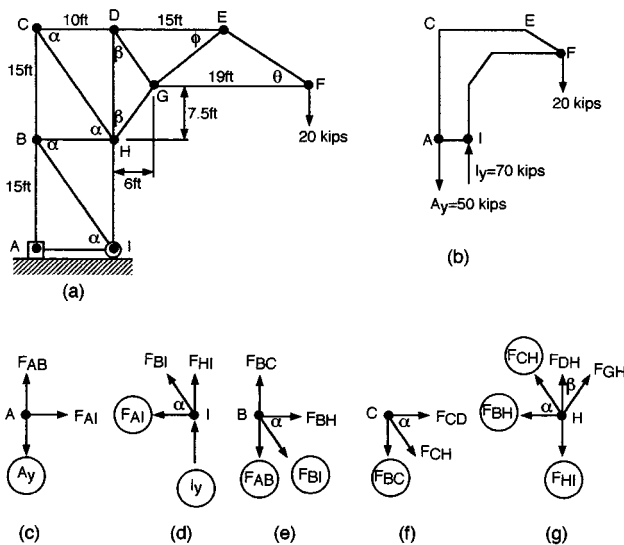 C 10ft D 15ft E
α β ϕ
15ft
19ft θ F
G
β 7.5ft
B α α H 20 kips
6ft
15ft
α
A I
(a)
C E
F
20 kips
A I
Iy=70 kips
Ay=50 kips
(b)
FAB
A FAI
Ay
(c)
FBI FHI
FAI α I
Iy
(d)
FBC
B α FBH
FAB FBI
(e)
C FCD
α
FCH
FBC
(f)
FCH FDH
β FGH
FBH α H
FHI
(g)